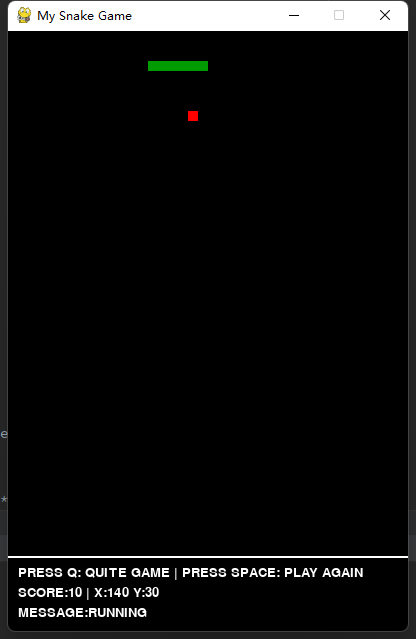 My Snake Game
e
*
PRESS Q: QUITE GAME | PRESS SPACE: PLAY AGAIN
SCORE:10 | X:140 Y:30
MESSAGE:RUNNING